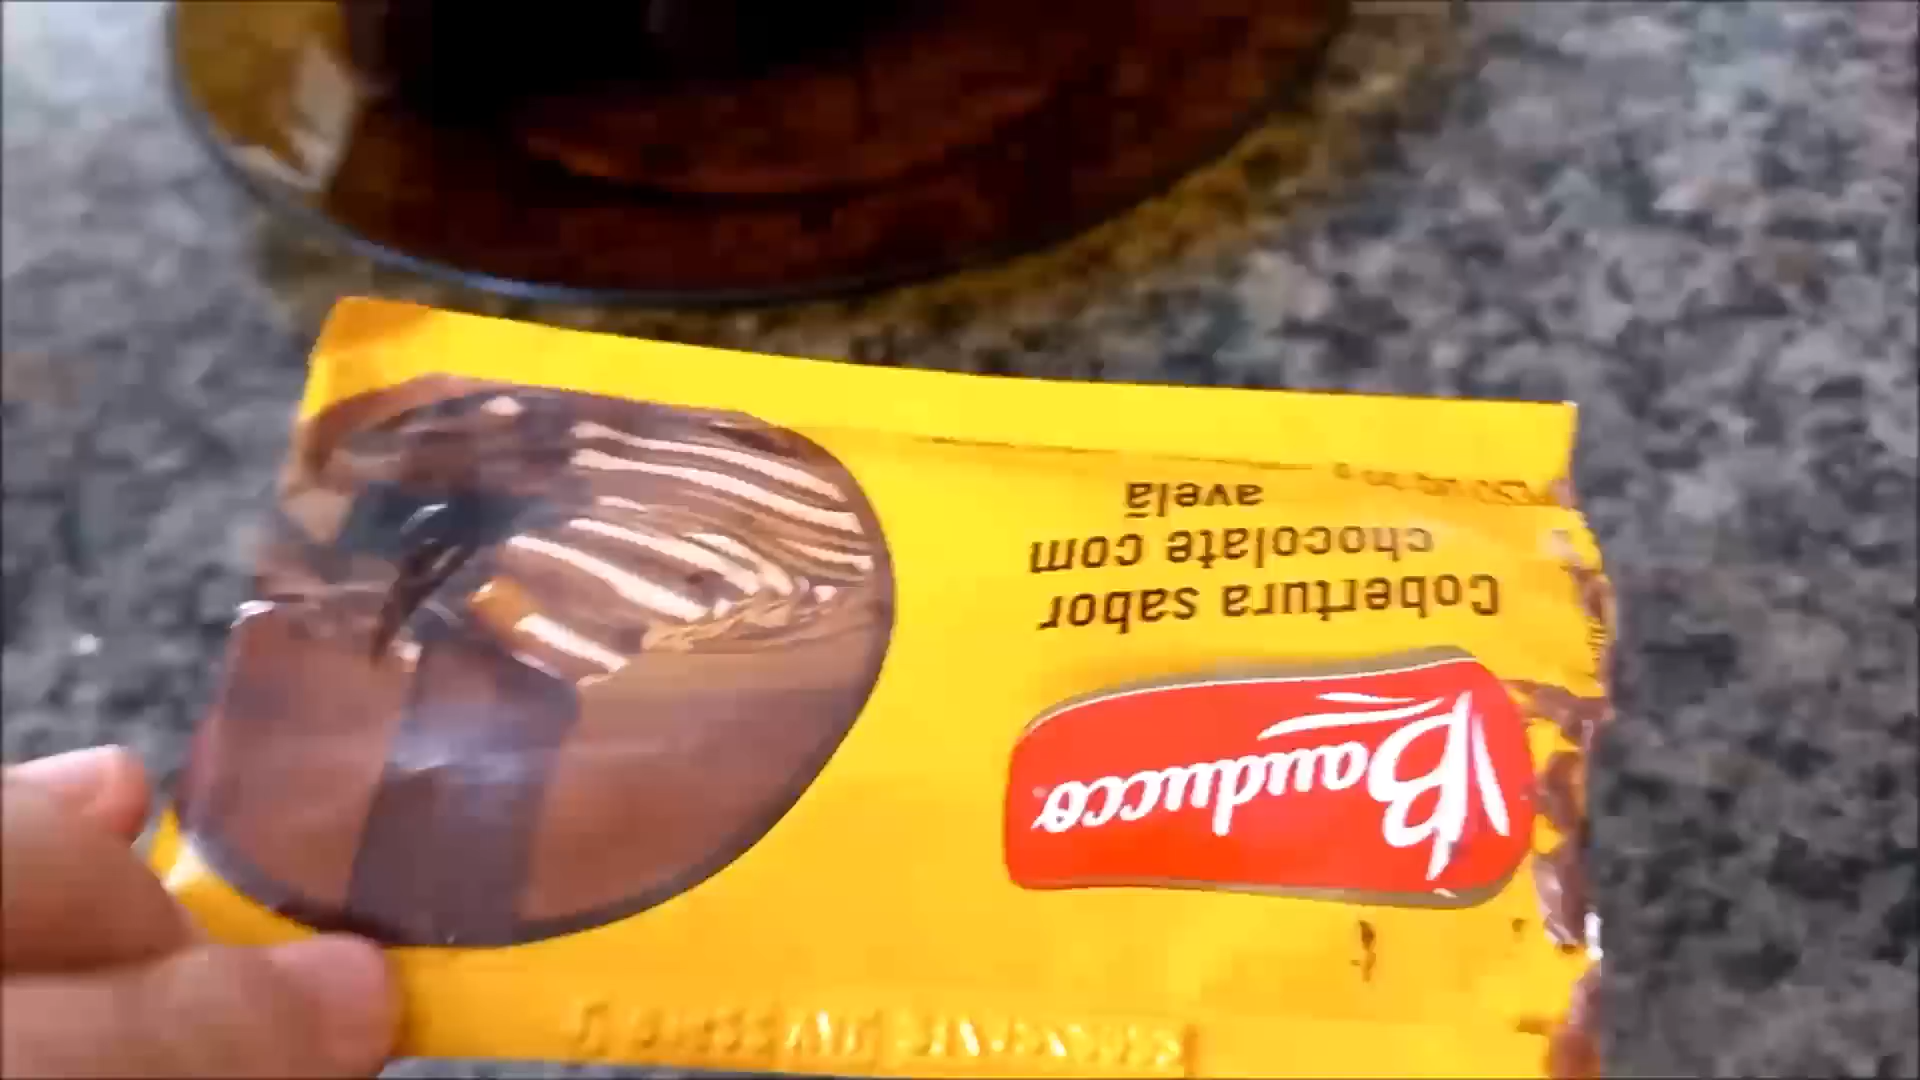 Bauducco
Cobertura sabor
chocolate com
avelã